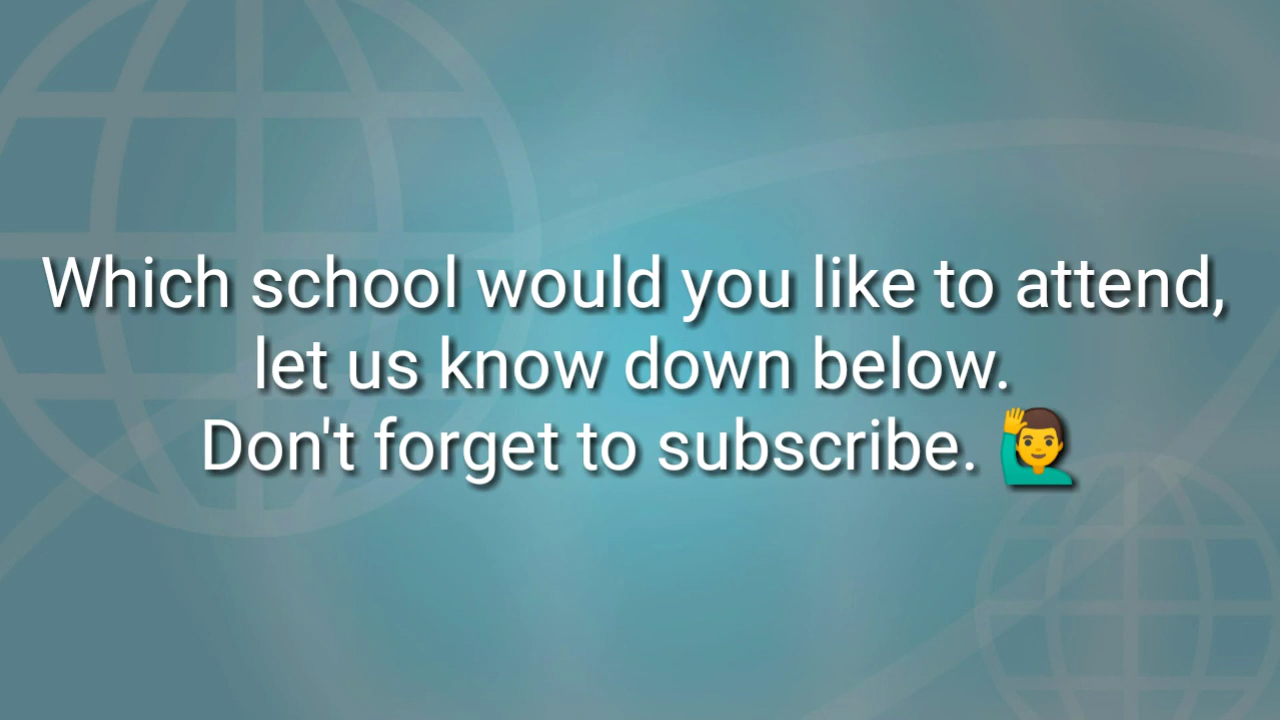 Which school would you like to attend,
let us know down below.
Don't forget to subscribe. 🙋‍♂️